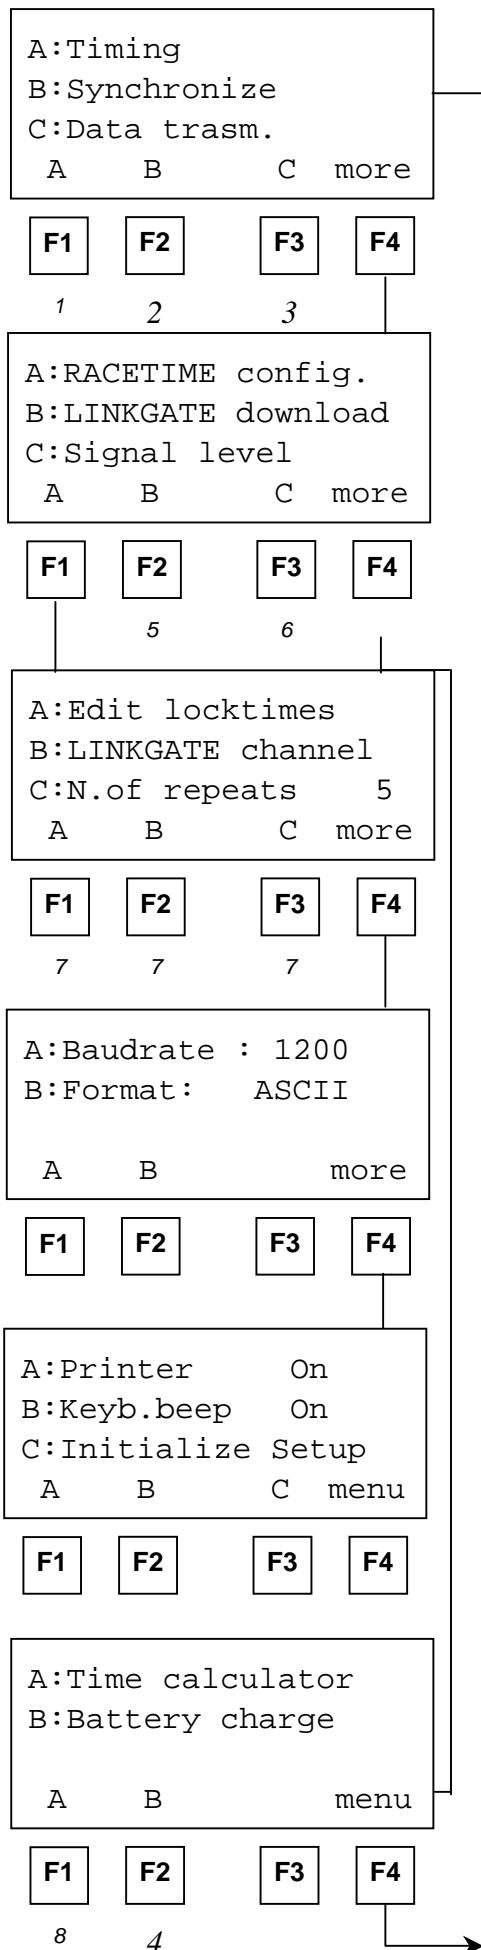 A:Timing
B:Synchronize
C:Data trasm.
A B C more
F1 F2 F3 F4
1 2 3
A:RACETIME config.
B:LINKGATE download
C:Signal level
A B C more
F1 F2 F3 F4
5 6
A:Edit locktimes
B:LINKGATE channel
C:N.of repeats 5
A B C more
F1 F2 F3 F4
7 7 7
A:Baudrate : 1200
B:Format: ASCII
A B more
F1 F2 F3 F4
A:Printer On
B:Keyb.beep On
C:Initialize Setup
A B C menu
F1 F2 F3 F4
A:Time calculator
B:Battery charge
A B menu
F1 F2 F3 F4
8 4